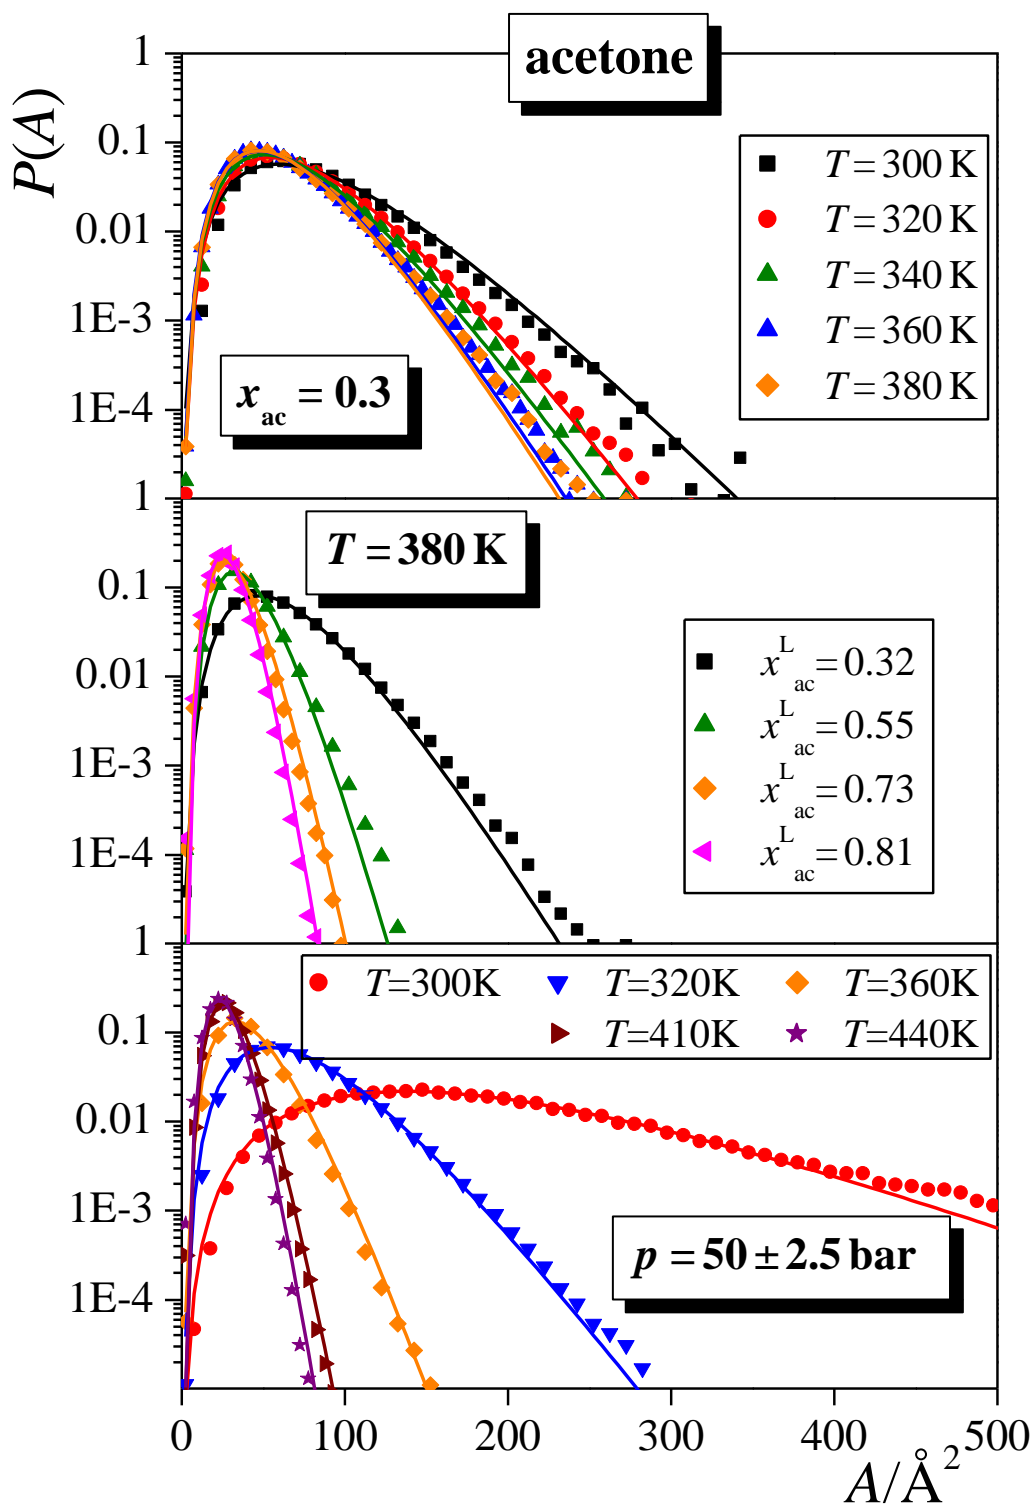 acetone
P(A)
1
0.1
0.01
1E-3
1E-4
T = 300 K
T = 320 K
T = 340 K
T = 360 K
T = 380 K
x_ac = 0.3
1
0.1
0.01
1E-3
1E-4
T = 380 K
x^L_ac = 0.32
x^L_ac = 0.55
x^L_ac = 0.73
x^L_ac = 0.81
1
0.1
0.01
1E-3
1E-4
T=300K T=320K T=360K
T=410K T=440K
p = 50 ± 2.5 bar
0 100 200 300 400 500
A/Å²